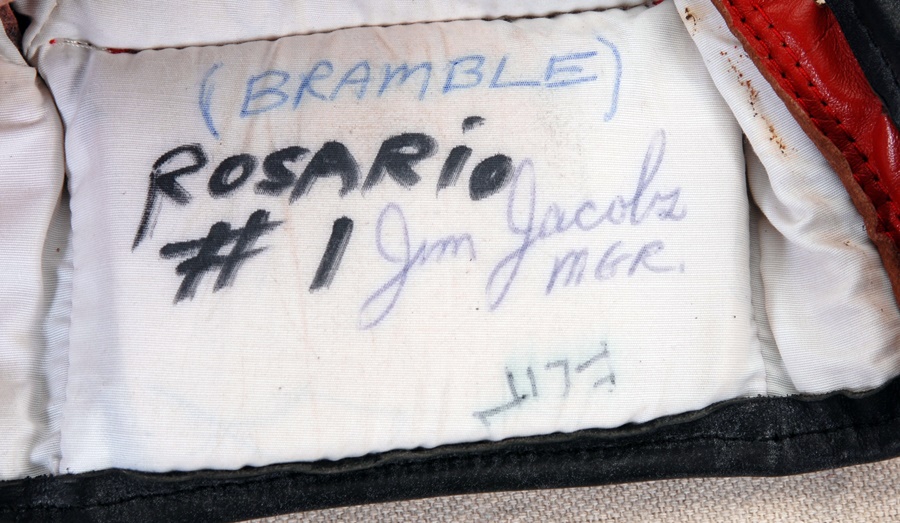 (BRAMBLE)
ROSARiO
# 1
Jim Jacobs
MGR.